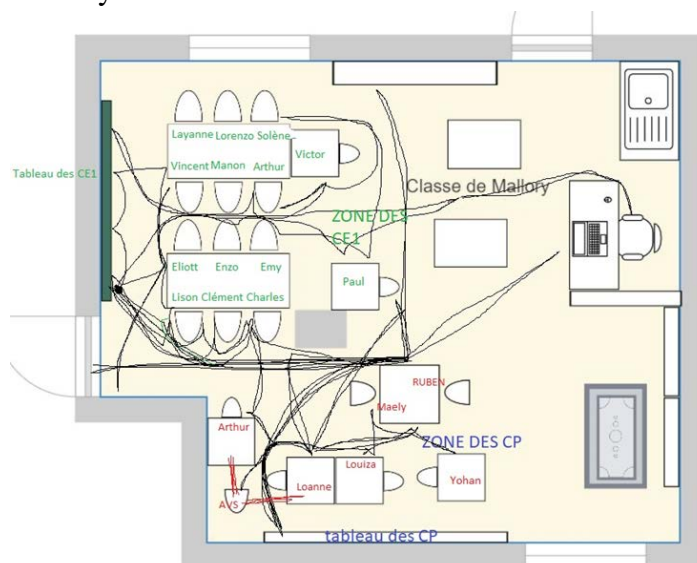 Layanne Lorenzo Solène
Victor
Tableau des CE1
Vincent Manon Arthur
Classe de Mallory
ZONE DES
CE1
Eliott Enzo Emy
Paul
Lison Clément Charles
RUBEN
Maely
Arthur
ZONE DES CP
Louiza
Loanne
Yohan
AVS
tableau des CP